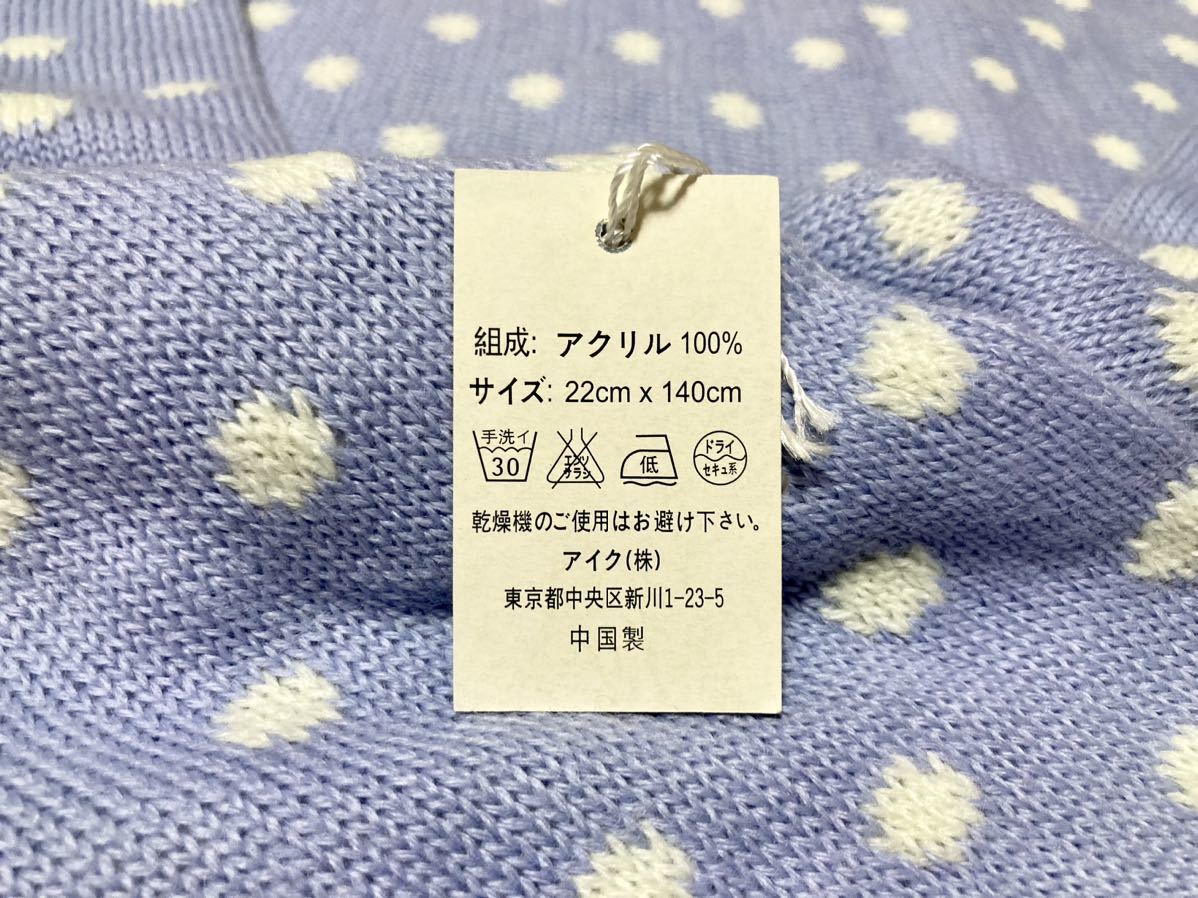 組成: アクリル 100%
サイズ: 22cm x 140cm
手洗イ 30 エンソサラシ 低 ドライ セキュ系
乾燥機のご使用はお避け下さい。
アイク(株)
東京都中央区新川1-23-5
中国製